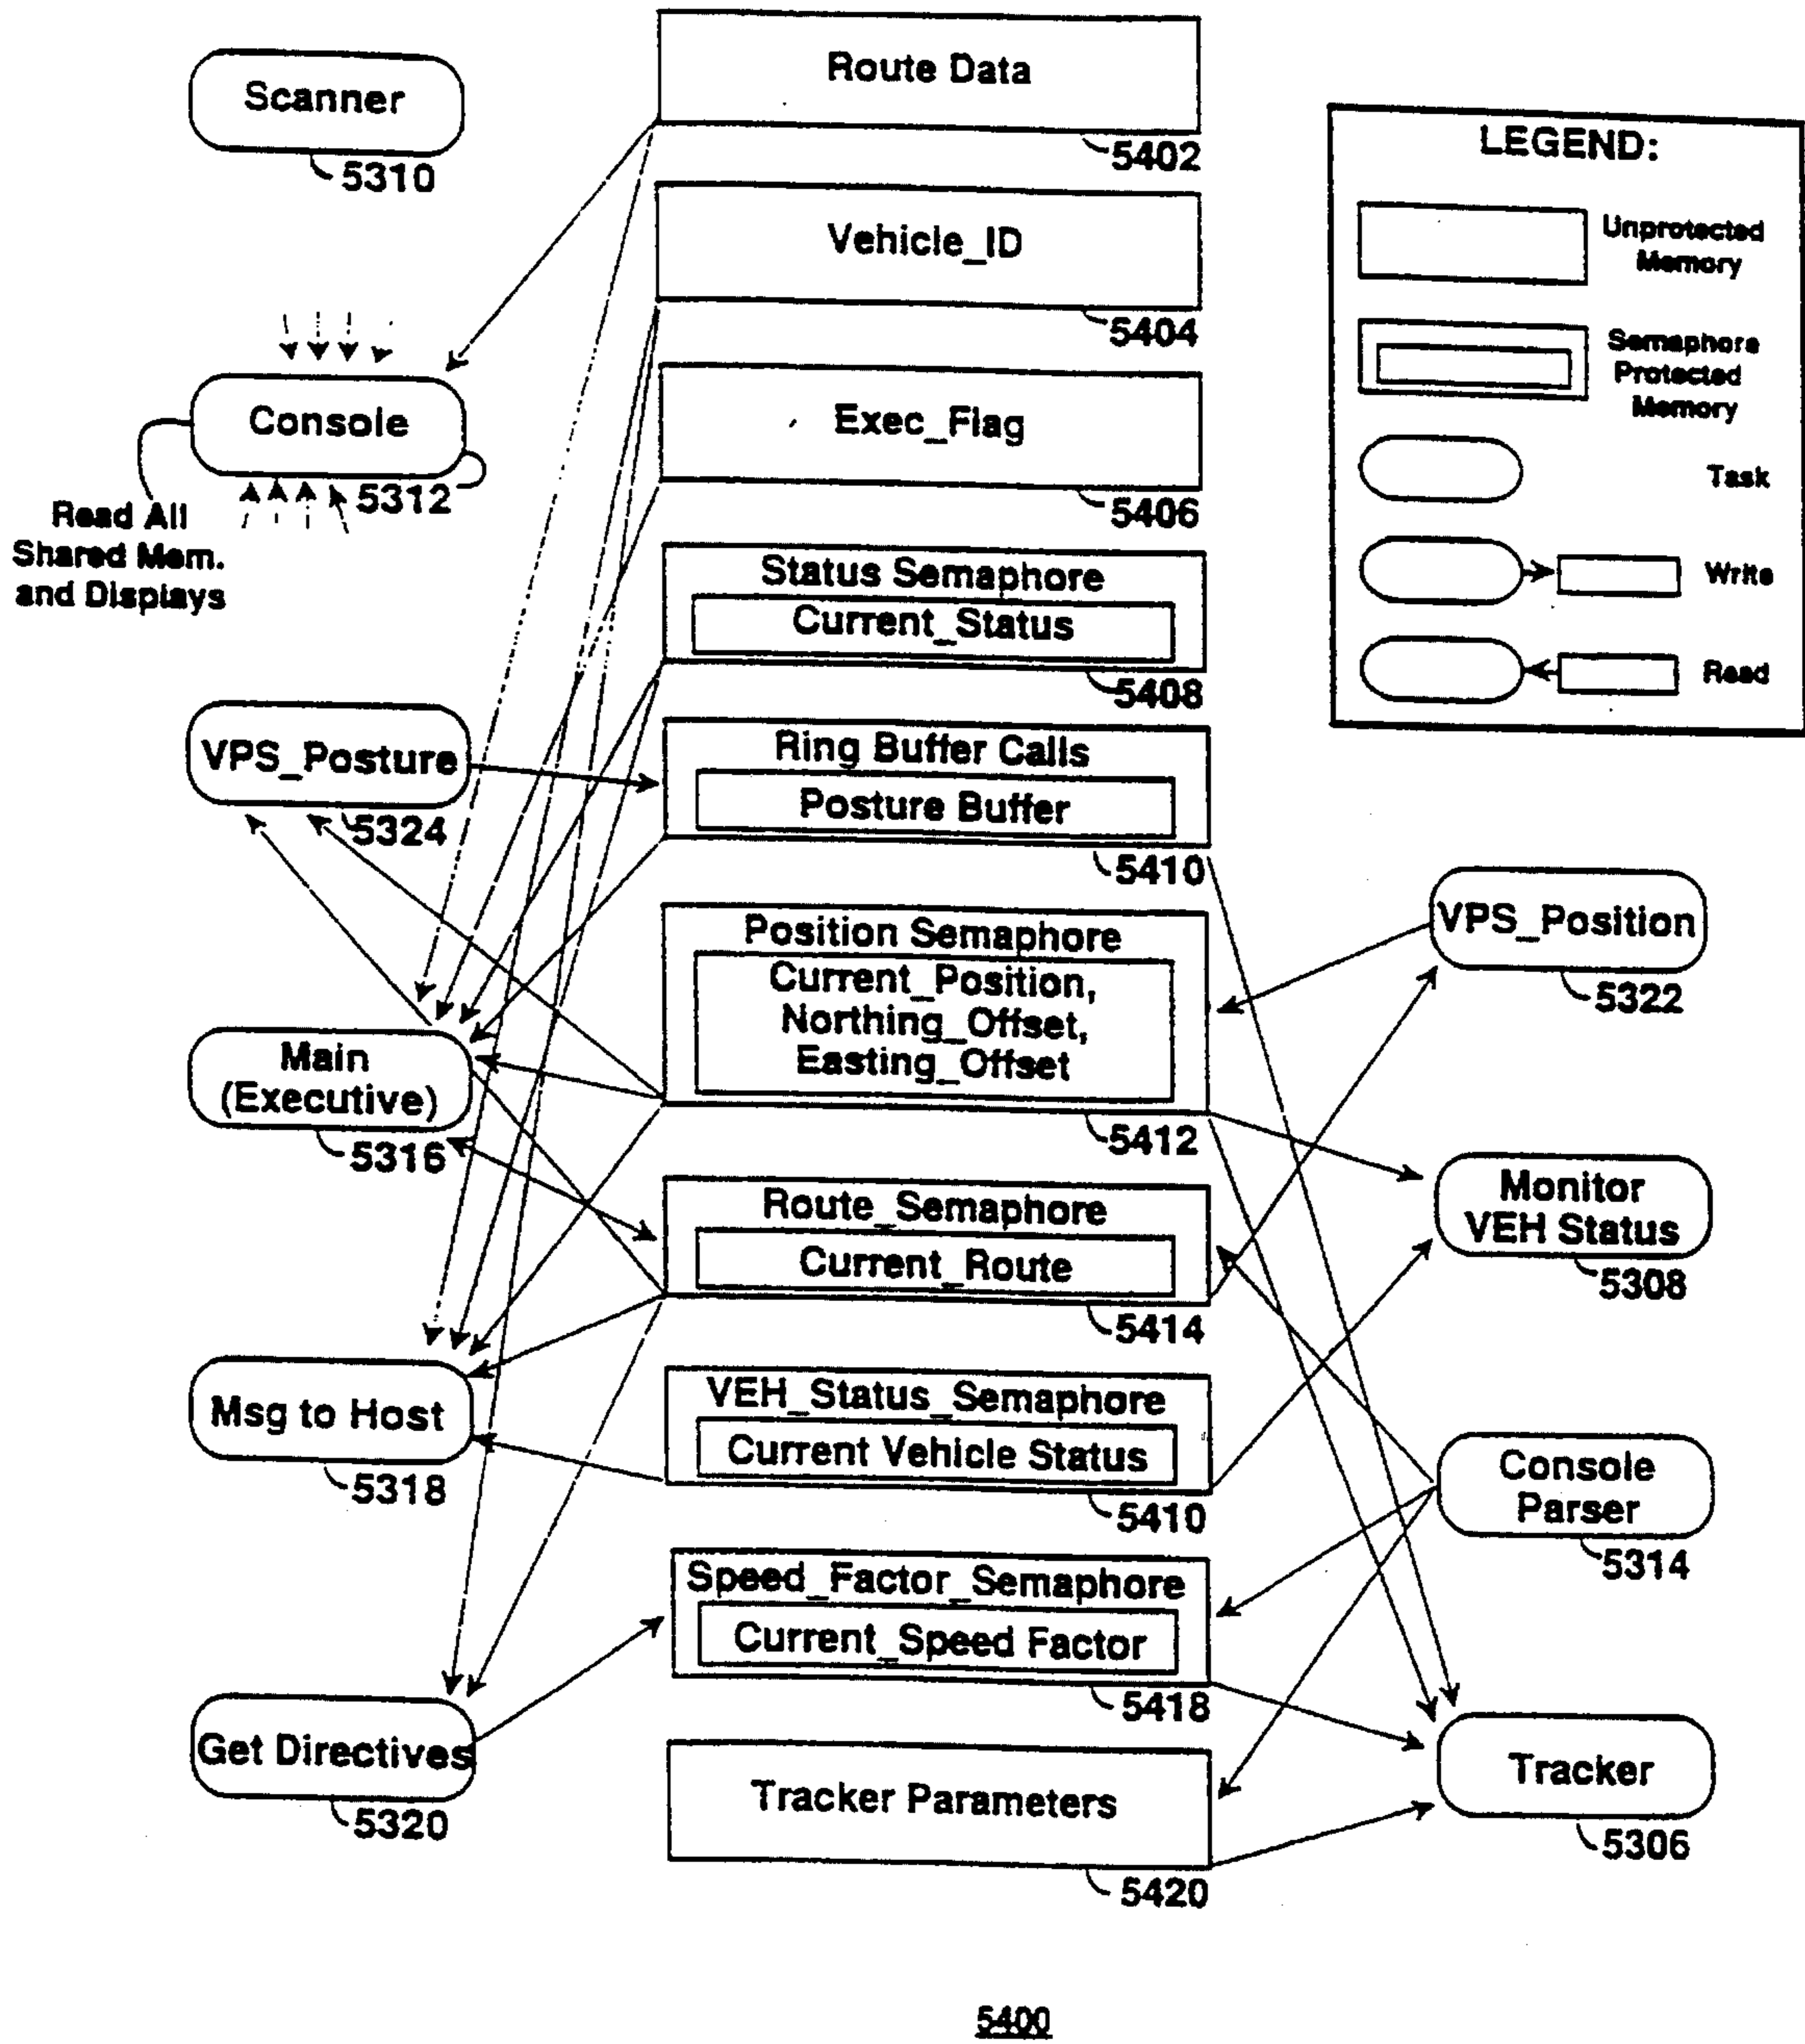 Scanner
5310
Console
5312
Read All
Shared Mem.
and Displays
VPS_Posture
5324
Main
(Executive)
5316
Msg to Host
5318
Get Directives
5320
Route Data
5402
Vehicle_ID
5404
Exec_Flag
5406
Status Semaphore
Current_Status
5408
Ring Buffer Calls
Posture Buffer
5410
Position Semaphore
Current_Position,
Northing_Offset,
Easting_Offset
5412
Route_Semaphore
Current_Route
5414
VEH_Status_Semaphore
Current Vehicle Status
5410
Speed_Factor_Semaphore
Current_Speed Factor
5418
Tracker Parameters
5420
LEGEND:
Unprotected
Memory
Semaphore
Protected
Memory
Task
Write
Read
VPS_Position
5322
Monitor
VEH Status
5308
Console
Parser
5314
Tracker
5306
5400